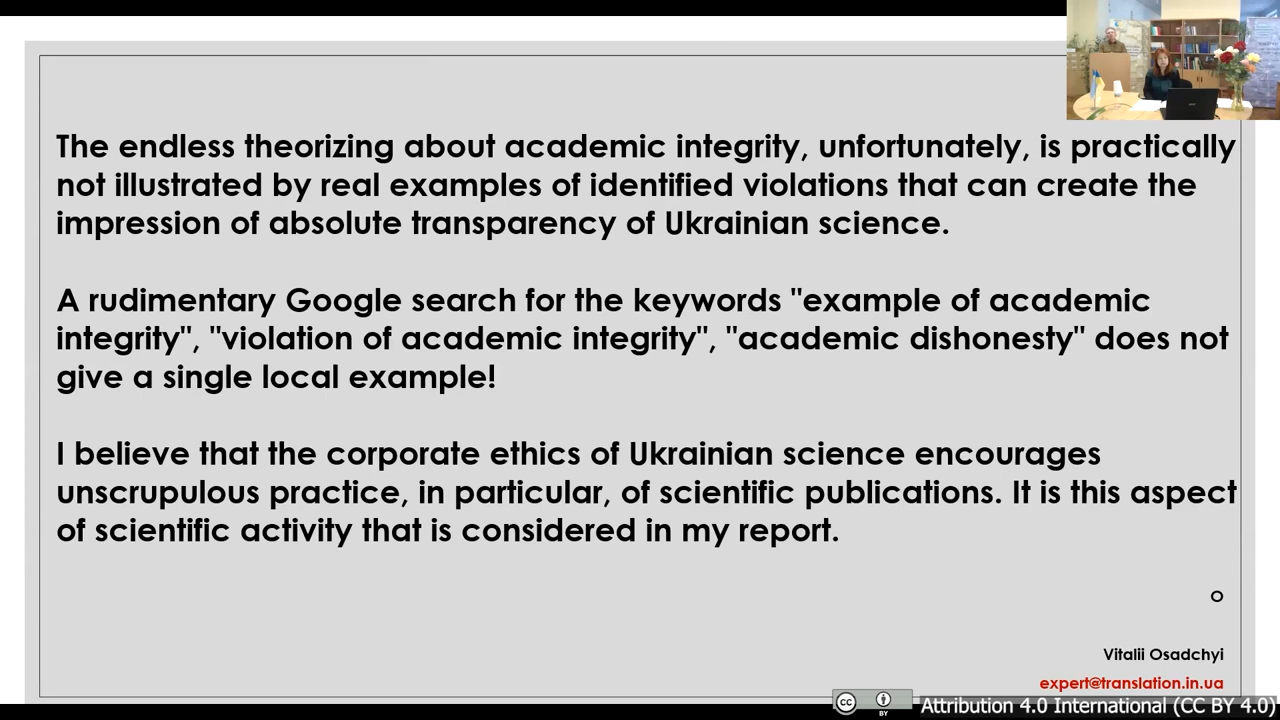 The endless theorizing about academic integrity, unfortunately, is practically
not illustrated by real examples of identified violations that can create the
impression of absolute transparency of Ukrainian science.
A rudimentary Google search for the keywords "example of academic
integrity", "violation of academic integrity", "academic dishonesty" does not
give a single local example!
I believe that the corporate ethics of Ukrainian science encourages
unscrupulous practice, in particular, of scientific publications. It is this aspect
of scientific activity that is considered in my report.
Vitalii Osadchyi
expert@translation.in.ua
cc BY Attribution 4.0 International (CC BY 4.0)